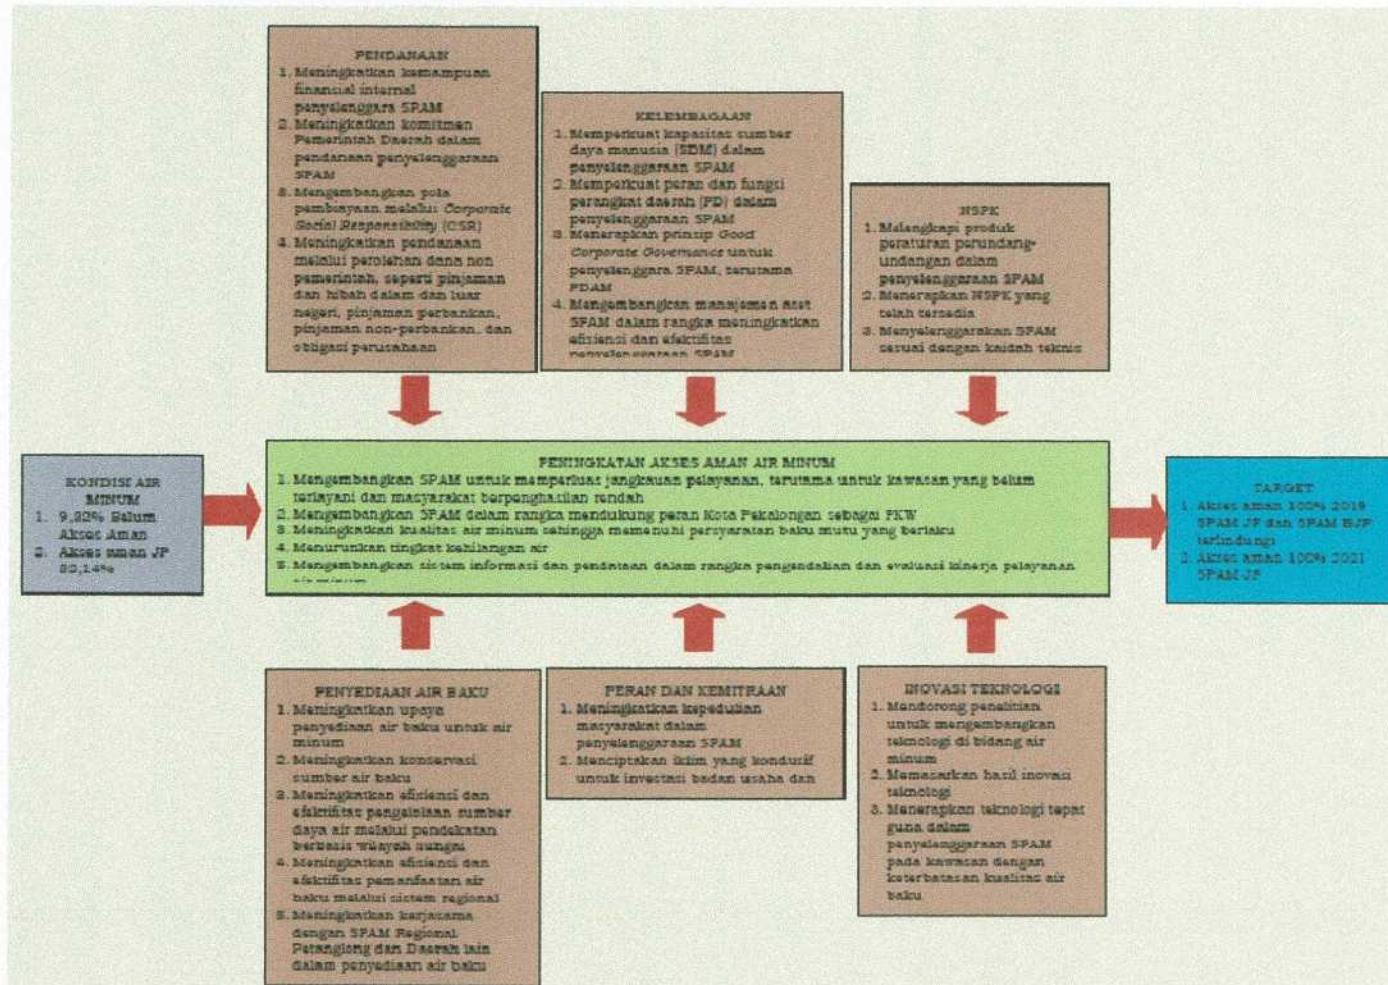 PENDANAAN
1. Meningkatkan kemampuan
finansial internal
penyelenggara SPAM
2. Meningkatkan komitmen
Pemerintah Daerah dalam
pendanaan penyelenggaraan
SPAM
3. Mengembangkan pola
pembiayaan melalui Corporate
Social Responsibility (CSR)
4. Meningkatkan pendanaan
melalui perolehan dana non
pemerintah, seperti pinjaman
dan hibah dalam dan luar
negeri, pinjaman perbankan,
pinjaman non-perbankan, dan
obligasi perusahaan
KELEMBAGAAN
1. Memperkuat kapasitas sumber
daya manusia (SDM) dalam
penyelenggaraan SPAM
2. Memperkuat peran dan fungsi
perangkat daerah (PD) dalam
penyelenggaraan SPAM
3. Menerapkan prinsip Good
Corporate Governance untuk
penyelenggara SPAM, terutama
PDAM
4. Mengembangkan manajemen aset
SPAM dalam rangka meningkatkan
efisiensi dan efektifitas
penyelenggaraan SPAM
NSPK
1. Melengkapi produk
peraturan perundang-
undangan dalam
penyelenggaraan SPAM
2. Menerapkan NSPK yang
telah tersedia
3. Menyelenggarakan SPAM
sesuai dengan kaidah teknis
KONDISI AIR
MINUM
1. Belum
Akses Aman
2. Akses aman JP
PENINGKATAN AKSES AMAN AIR MINUM
1. Mengembangkan SPAM untuk memperluas jangkauan pelayanan, terutama untuk kawasan yang belum
terlayani dan masyarakat berpenghasilan rendah
2. Mengembangkan SPAM dalam rangka mendukung peran Kota Pekalongan sebagai PKW
3. Meningkatkan kualitas air minum sehingga memenuhi persyaratan baku mutu yang berlaku
4. Menurunkan tingkat kehilangan air
5. Mengembangkan sistem informasi dan pendataan dalam rangka pengendalian dan evaluasi kinerja pelayanan
air minum
TARGET
1. Akses aman 100% 2019
SPAM JP dan SPAM BJP
terlindungi
2. Akses aman 100% 2021
SPAM JP
PENYEDIAAN AIR BAKU
1. Meningkatkan upaya
penyediaan air baku untuk air
minum
2. Meningkatkan konservasi
sumber air baku
3. Meningkatkan efisiensi dan
efektifitas pengelolaan sumber
daya air melalui pendekatan
berbasis wilayah sungai
4. Meningkatkan efisiensi dan
efektifitas pemanfaatan air
baku melalui sistem regional
5. Meningkatkan kerjasama
dengan SPAM Regional
Petanglong dan Daerah lain
dalam penyediaan air baku
PERAN DAN KEMITRAAN
1. Meningkatkan kepedulian
masyarakat dalam
penyelenggaraan SPAM
2. Menciptakan iklim yang kondusif
untuk investasi badan usaha dan
INOVASI TEKNOLOGI
1. Mendorong penelitian
untuk mengembangkan
teknologi di bidang air
minum
2. Memasarkan hasil inovasi
teknologi
3. Menerapkan teknologi tepat
guna dalam
penyelenggaraan SPAM
pada kawasan dengan
keterbatasan kualitas air
baku